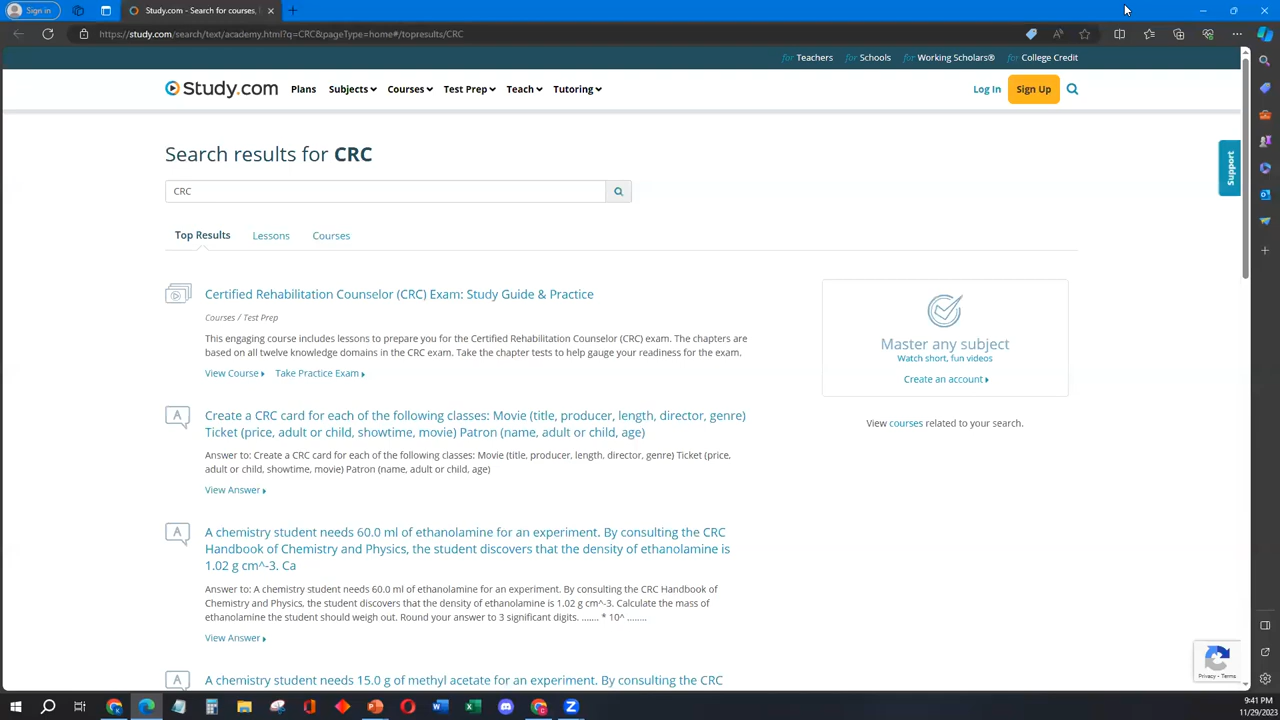 Sign in
Study.com - Search for courses,
https://study.com/search/text/academy.html?q=CRC&pageType=home#/topresults/CRC
for Teachers for Schools for Working Scholars® for College Credit
Study.com Plans Subjects Courses Test Prep Teach Tutoring Log In Sign Up
Support
Search results for CRC
CRC
Top Results Lessons Courses
Certified Rehabilitation Counselor (CRC) Exam: Study Guide & Practice
Courses / Test Prep
This engaging course includes lessons to prepare you for the Certified Rehabilitation Counselor (CRC) exam. The chapters are
based on all twelve knowledge domains in the CRC exam. Take the chapter tests to help gauge your readiness for the exam.
View Course Take Practice Exam
Master any subject
Watch short, fun videos
Create an account
View courses related to your search.
A
Create a CRC card for each of the following classes: Movie (title, producer, length, director, genre)
Ticket (price, adult or child, showtime, movie) Patron (name, adult or child, age)
Answer to: Create a CRC card for each of the following classes: Movie (title, producer, length, director, genre) Ticket (price,
adult or child, showtime, movie) Patron (name, adult or child, age)
View Answer
A
A chemistry student needs 60.0 ml of ethanolamine for an experiment. By consulting the CRC
Handbook of Chemistry and Physics, the student discovers that the density of ethanolamine is
1.02 g cm^-3. Ca
Answer to: A chemistry student needs 60.0 ml of ethanolamine for an experiment. By consulting the CRC Handbook of
Chemistry and Physics, the student discovers that the density of ethanolamine is 1.02 g cm^-3. Calculate the mass of
ethanolamine the student should weigh out. Round your answer to 3 significant digits. ....... * 10^ ........
View Answer
A
A chemistry student needs 15.0 g of methyl acetate for an experiment. By consulting the CRC
Privacy - Terms
9:41 PM
11/29/2023